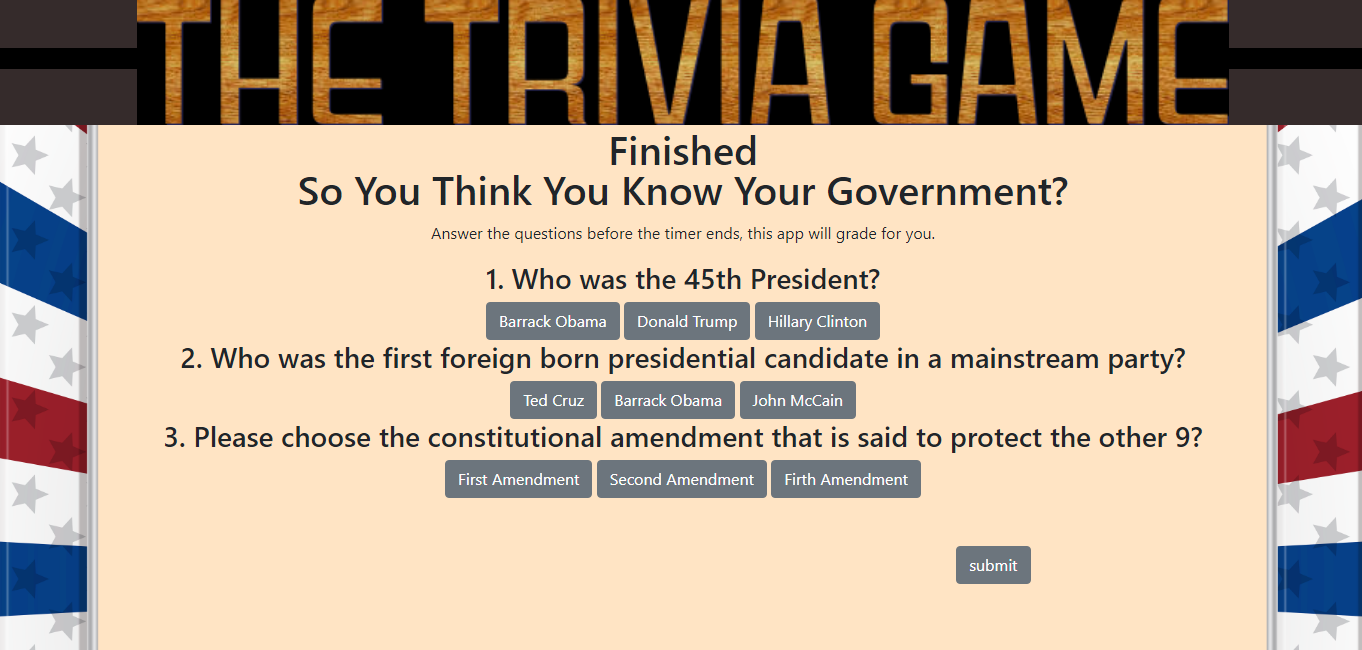 THE TRIVIA GAME
Finished
So You Think You Know Your Government?
Answer the questions before the timer ends, this app will grade for you.
1. Who was the 45th President?
Barrack Obama Donald Trump Hillary Clinton
2. Who was the first foreign born presidential candidate in a mainstream party?
Ted Cruz Barrack Obama John McCain
3. Please choose the constitutional amendment that is said to protect the other 9?
First Amendment Second Amendment Firth Amendment
submit